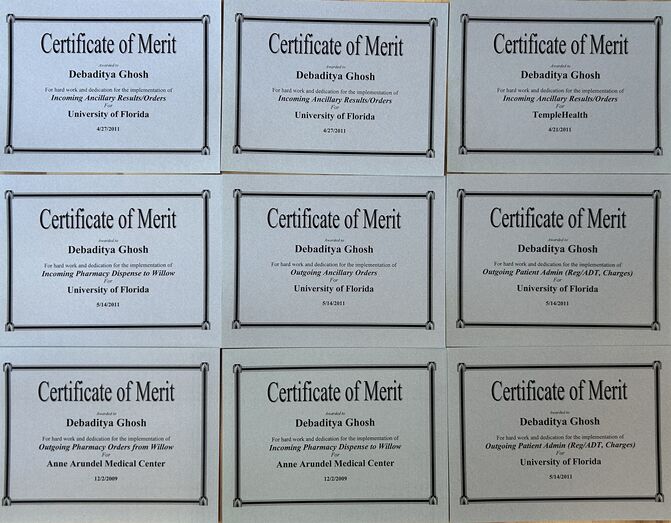 Certificate of Merit
Awarded to
Debaditya Ghosh
For hard work and dedication for the implementation of
Incoming Ancillary Results/Orders
For
University of Florida
4/27/2011
Certificate of Merit
Awarded to
Debaditya Ghosh
For hard work and dedication for the implementation of
Incoming Ancillary Results/Orders
For
University of Florida
4/27/2011
Certificate of Merit
Awarded to
Debaditya Ghosh
For hard work and dedication for the implementation of
Incoming Ancillary Results/Orders
For
TempleHealth
4/21/2011
Certificate of Merit
Awarded to
Debaditya Ghosh
For hard work and dedication for the implementation of
Incoming Pharmacy Dispense to Willow
For
University of Florida
5/14/2011
Certificate of Merit
Awarded to
Debaditya Ghosh
For hard work and dedication for the implementation of
Outgoing Ancillary Orders
For
University of Florida
5/14/2011
Certificate of Merit
Awarded to
Debaditya Ghosh
For hard work and dedication for the implementation of
Outgoing Patient Admin (Reg/ADT, Charges)
For
University of Florida
5/14/2011
Certificate of Merit
Awarded to
Debaditya Ghosh
For hard work and dedication for the implementation of
Outgoing Pharmacy Orders from Willow
For
Anne Arundel Medical Center
12/2/2009
Certificate of Merit
Awarded to
Debaditya Ghosh
For hard work and dedication for the implementation of
Incoming Pharmacy Dispense to Willow
For
Anne Arundel Medical Center
12/2/2009
Certificate of Merit
Awarded to
Debaditya Ghosh
For hard work and dedication for the implementation of
Outgoing Patient Admin (Reg/ADT, Charges)
For
University of Florida
5/14/2011